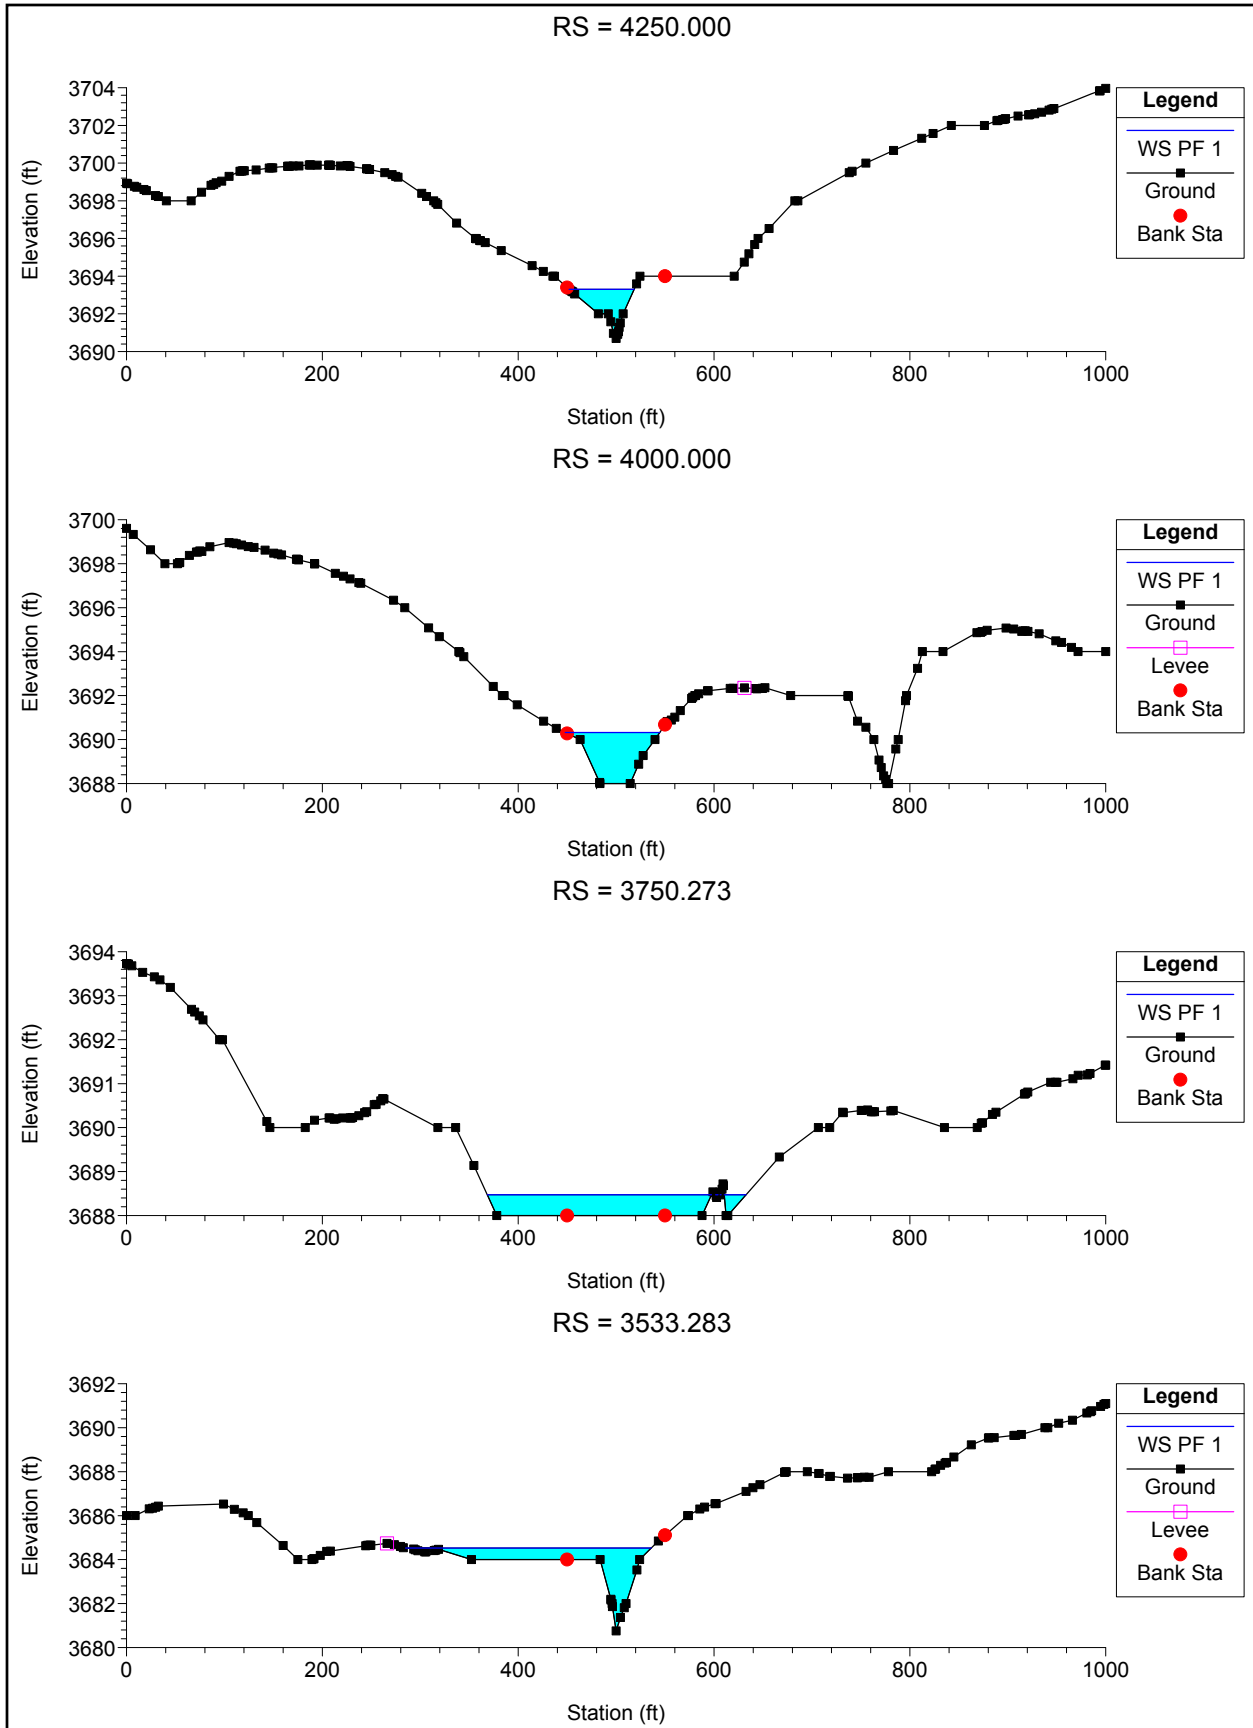 RS = 4250.000
Elevation (ft)
3704
3702
3700
3698
3696
3694
3692
3690
0 200 400 600 800 1000
Station (ft)
Legend
WS PF 1
Ground
Bank Sta
RS = 4000.000
Elevation (ft)
3700
3698
3696
3694
3692
3690
3688
0 200 400 600 800 1000
Station (ft)
Legend
WS PF 1
Ground
Levee
Bank Sta
RS = 3750.273
Elevation (ft)
3694
3693
3692
3691
3690
3689
3688
0 200 400 600 800 1000
Station (ft)
Legend
WS PF 1
Ground
Bank Sta
RS = 3533.283
Elevation (ft)
3692
3690
3688
3686
3684
3682
3680
0 200 400 600 800 1000
Station (ft)
Legend
WS PF 1
Ground
Levee
Bank Sta